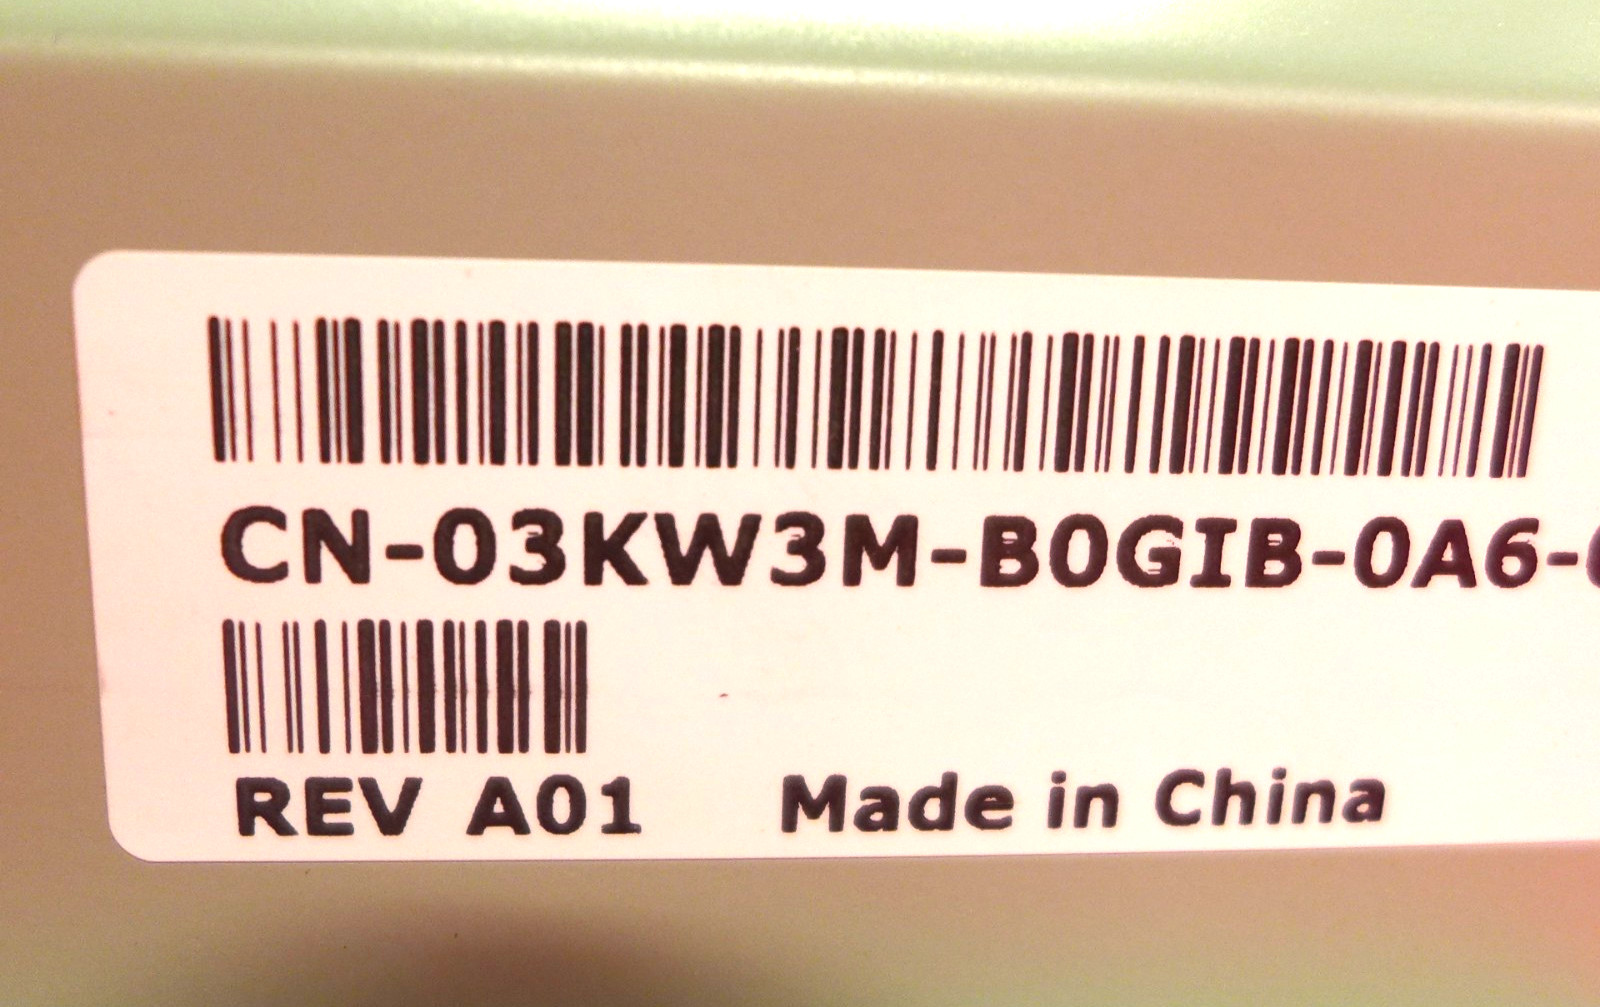 CN-03KW3M-B0GIB-0A6-
REV A01 Made in China